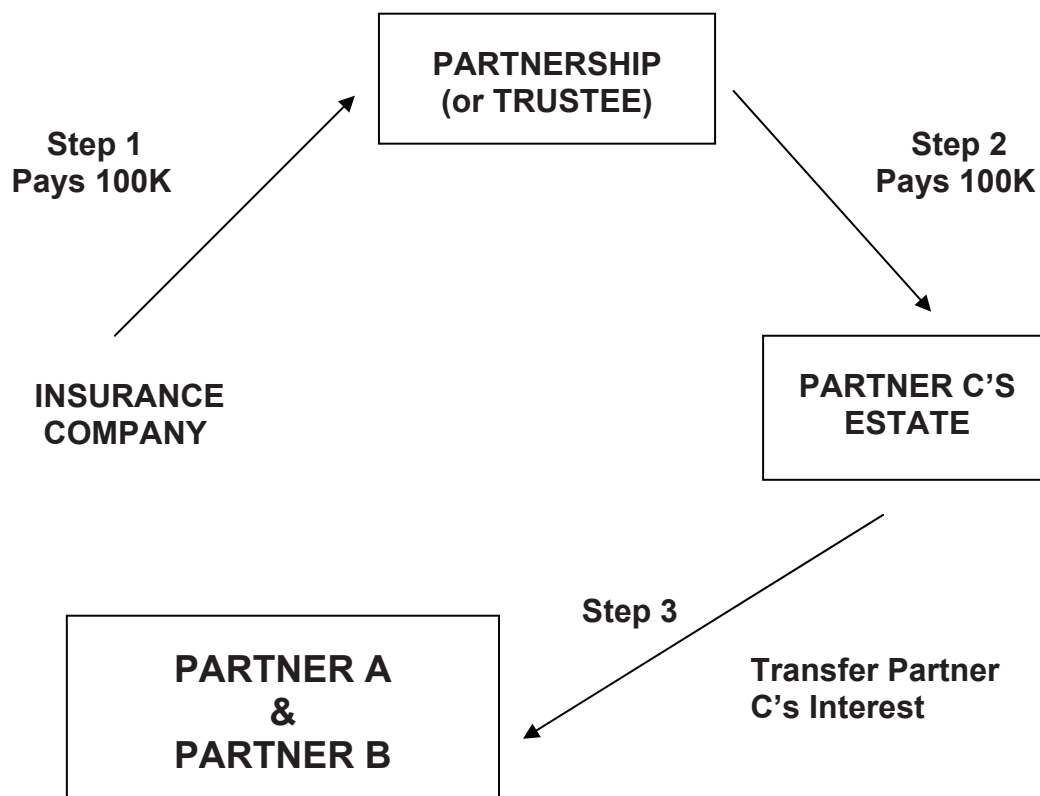 PARTNERSHIP
(or TRUSTEE)
Step 1
Pays 100K
Step 2
Pays 100K
INSURANCE
COMPANY
PARTNER C’S
ESTATE
Step 3
Transfer Partner
C’s Interest
PARTNER A
&
PARTNER B